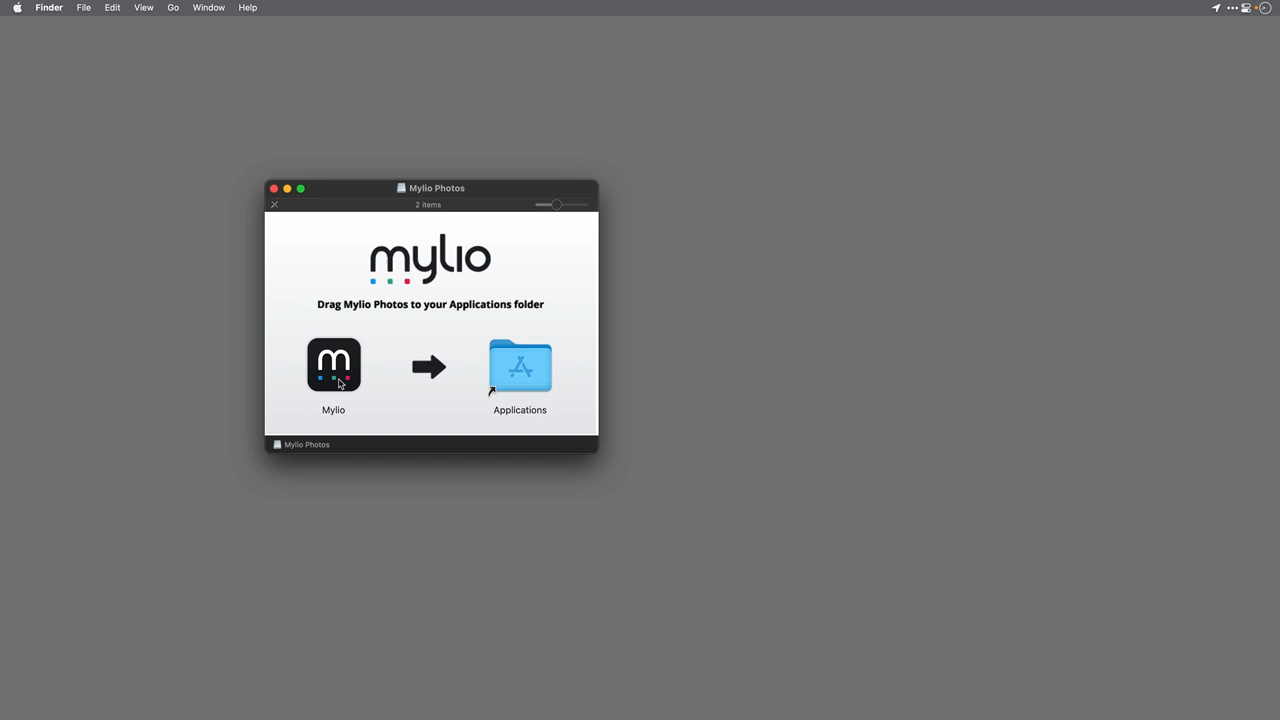 Finder File Edit View Go Window Help
Mylio Photos
2 items
mylio
Drag Mylio Photos to your Applications folder
m
Mylio
Applications
Mylio Photos